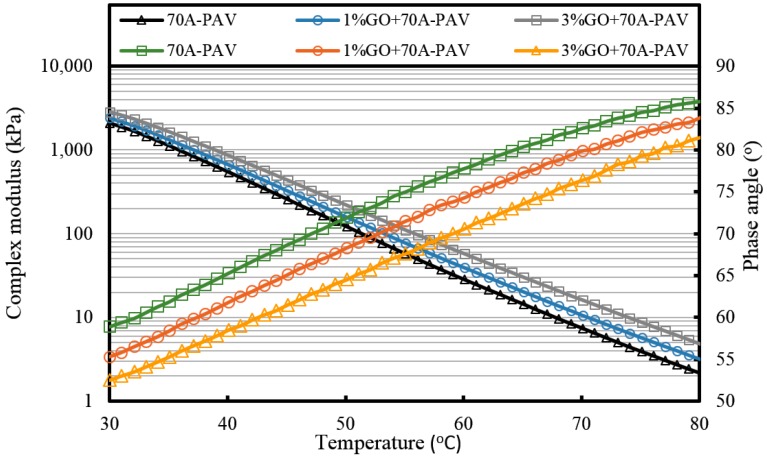 70A-PAV 1%GO+70A-PAV 3%GO+70A-PAV
70A-PAV 1%GO+70A-PAV 3%GO+70A-PAV
Complex modulus (kPa)
10,000
1,000
100
10
1
90
85
80
75
70
65
60
55
50
Phase angle (º)
30 40 50 60 70 80
Temperature (ºC)